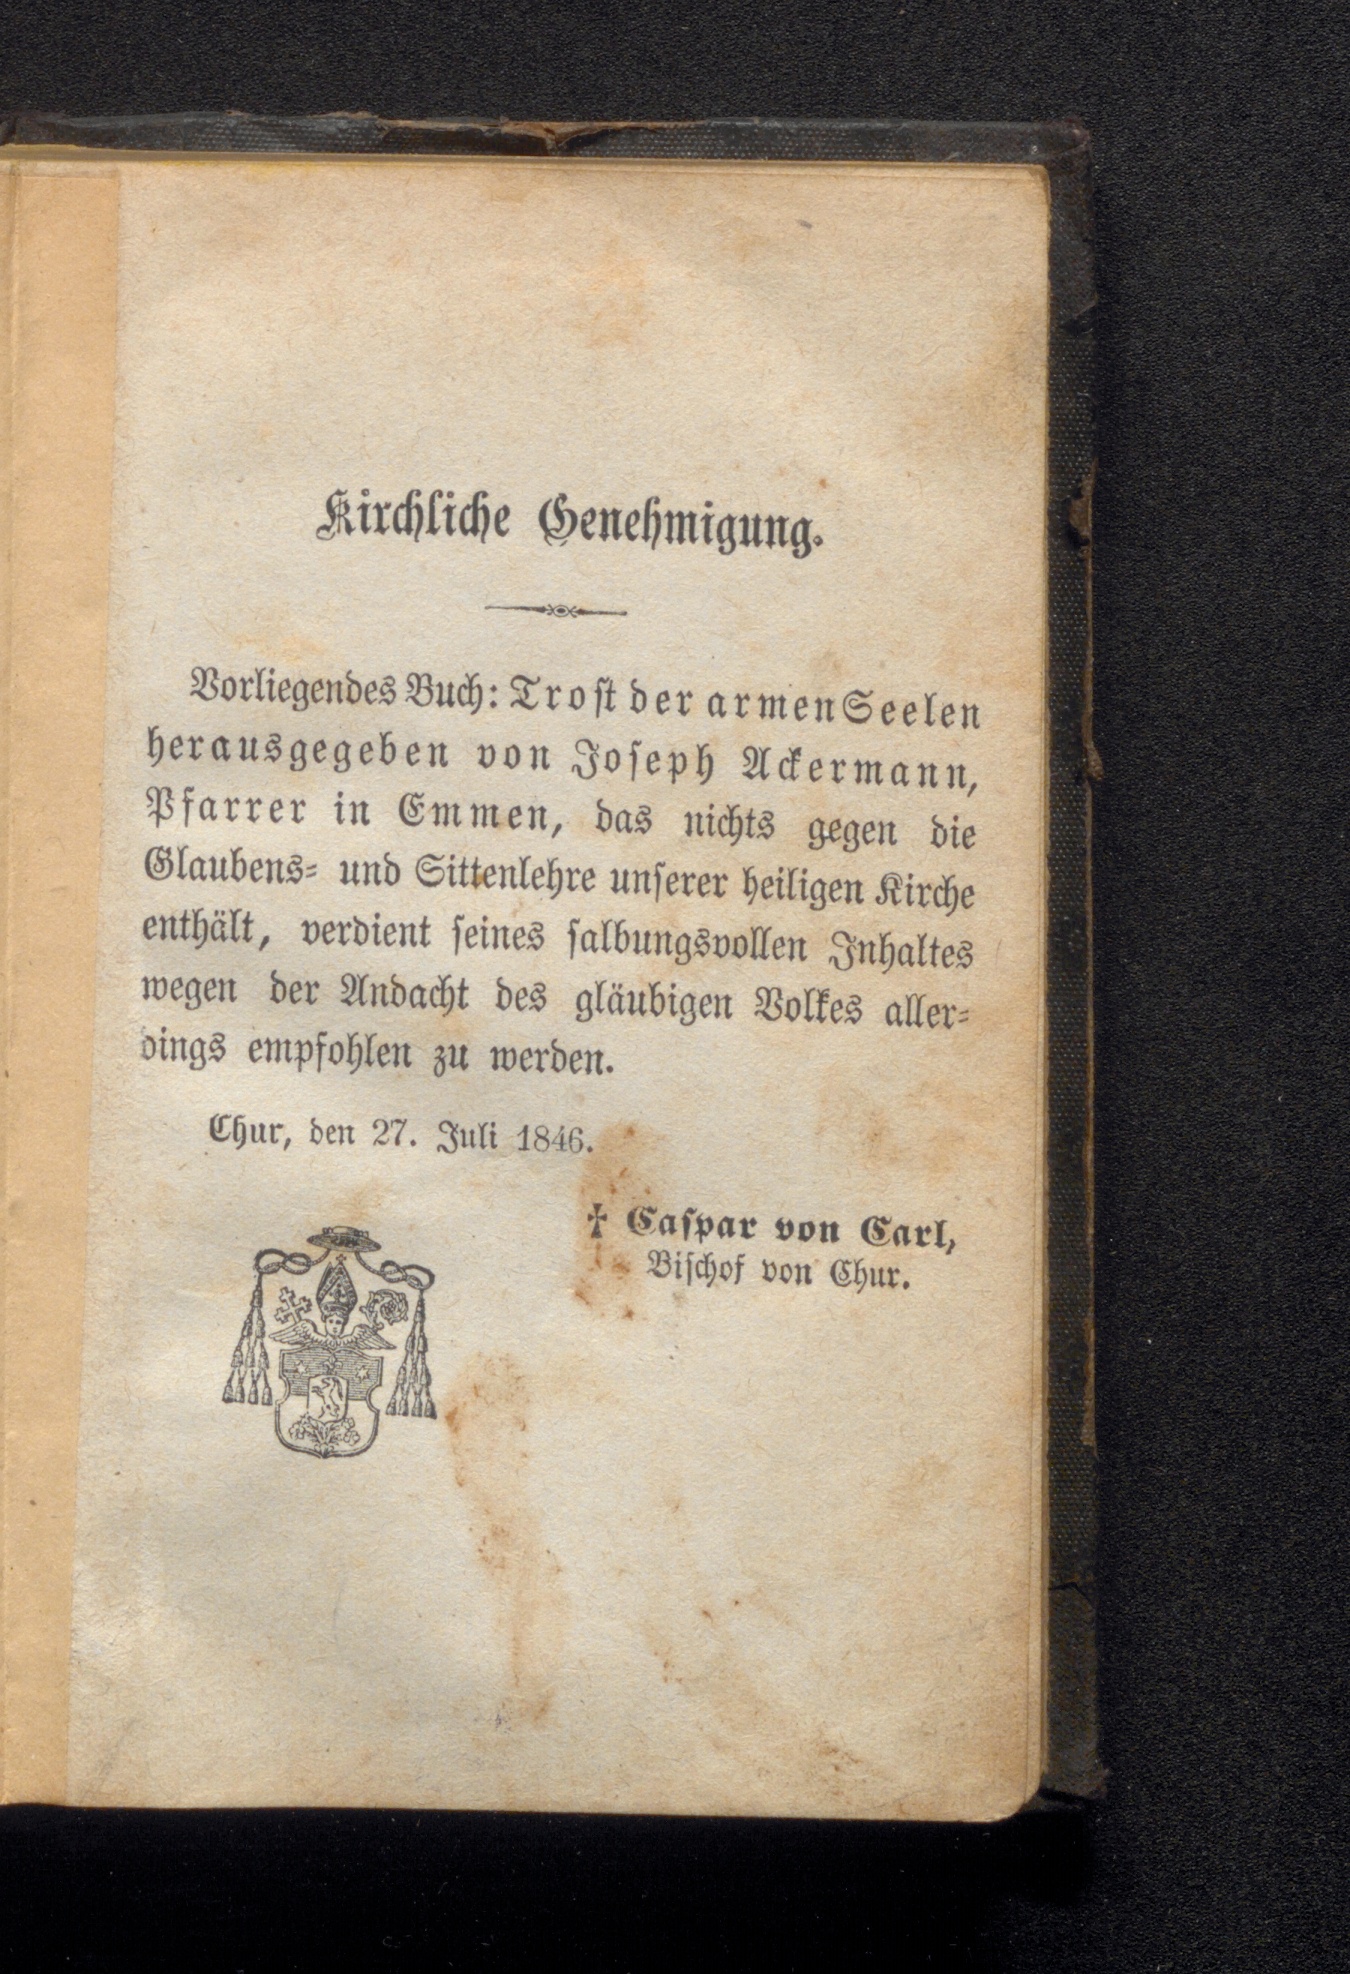 Kirchliche Genehmigung.
Vorliegendes Buch: Trost der armen Seelen
herausgegeben von Joseph Ackermann,
Pfarrer in Emmen, das nichts gegen die
Glaubens- und Sittenlehre unserer heiligen Kirche
enthält, verdient seines salbungsvollen Inhaltes
wegen der Andacht des gläubigen Volkes aller-
dings empfohlen zu werden.
Chur, den 27. Juli 1846.
† Caspar von Carl,
Bischof von Chur.